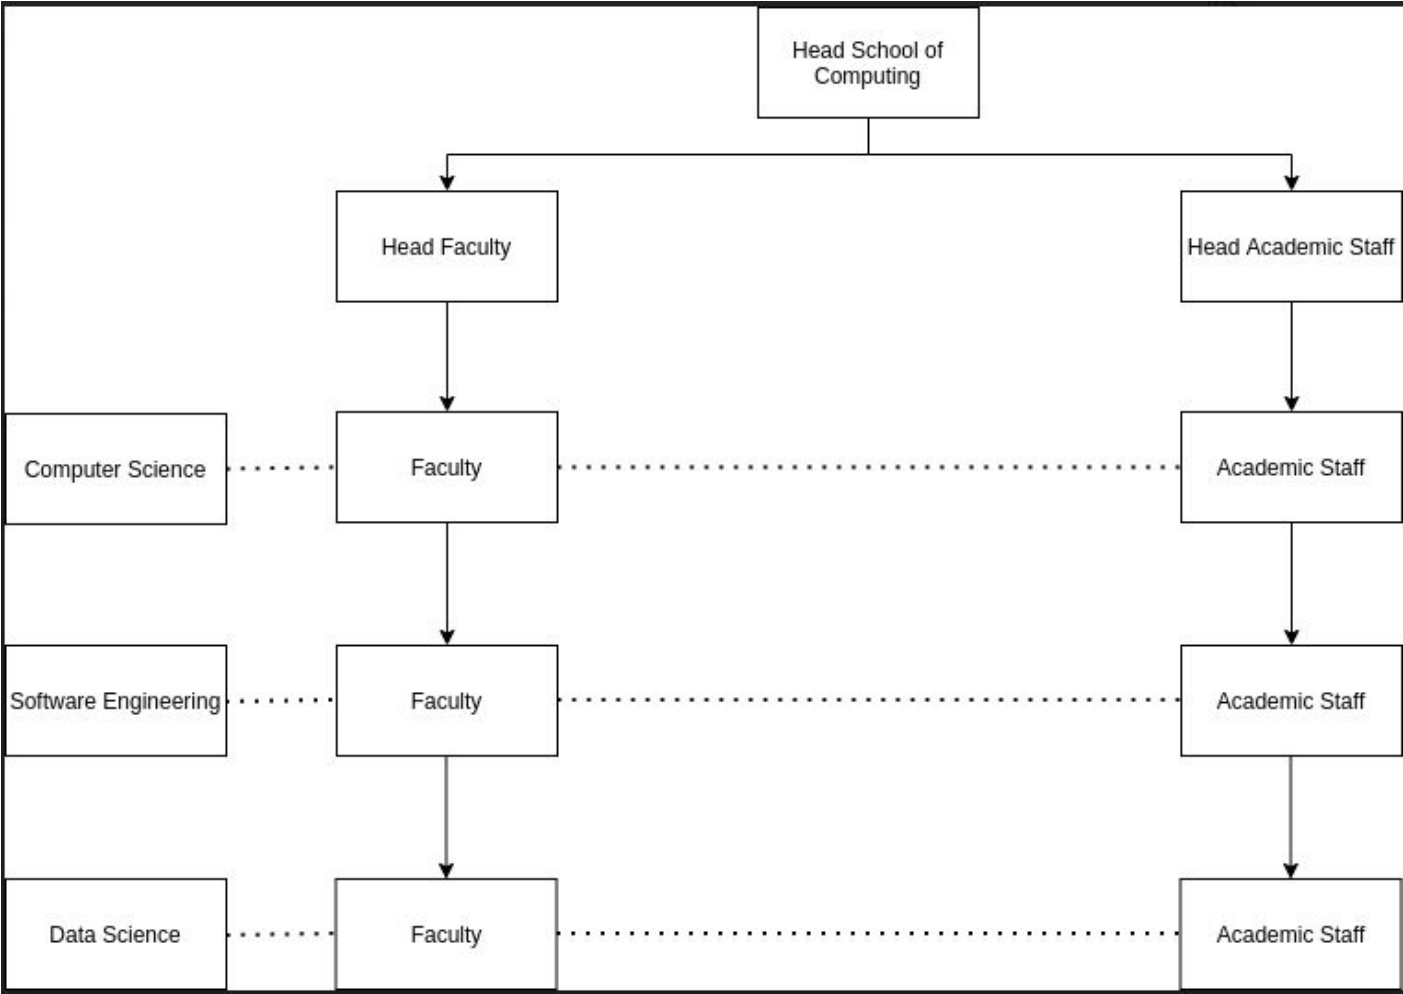 Head School of
Computing
Head Faculty
Head Academic Staff
Computer Science
Faculty
Academic Staff
Software Engineering
Faculty
Academic Staff
Data Science
Faculty
Academic Staff